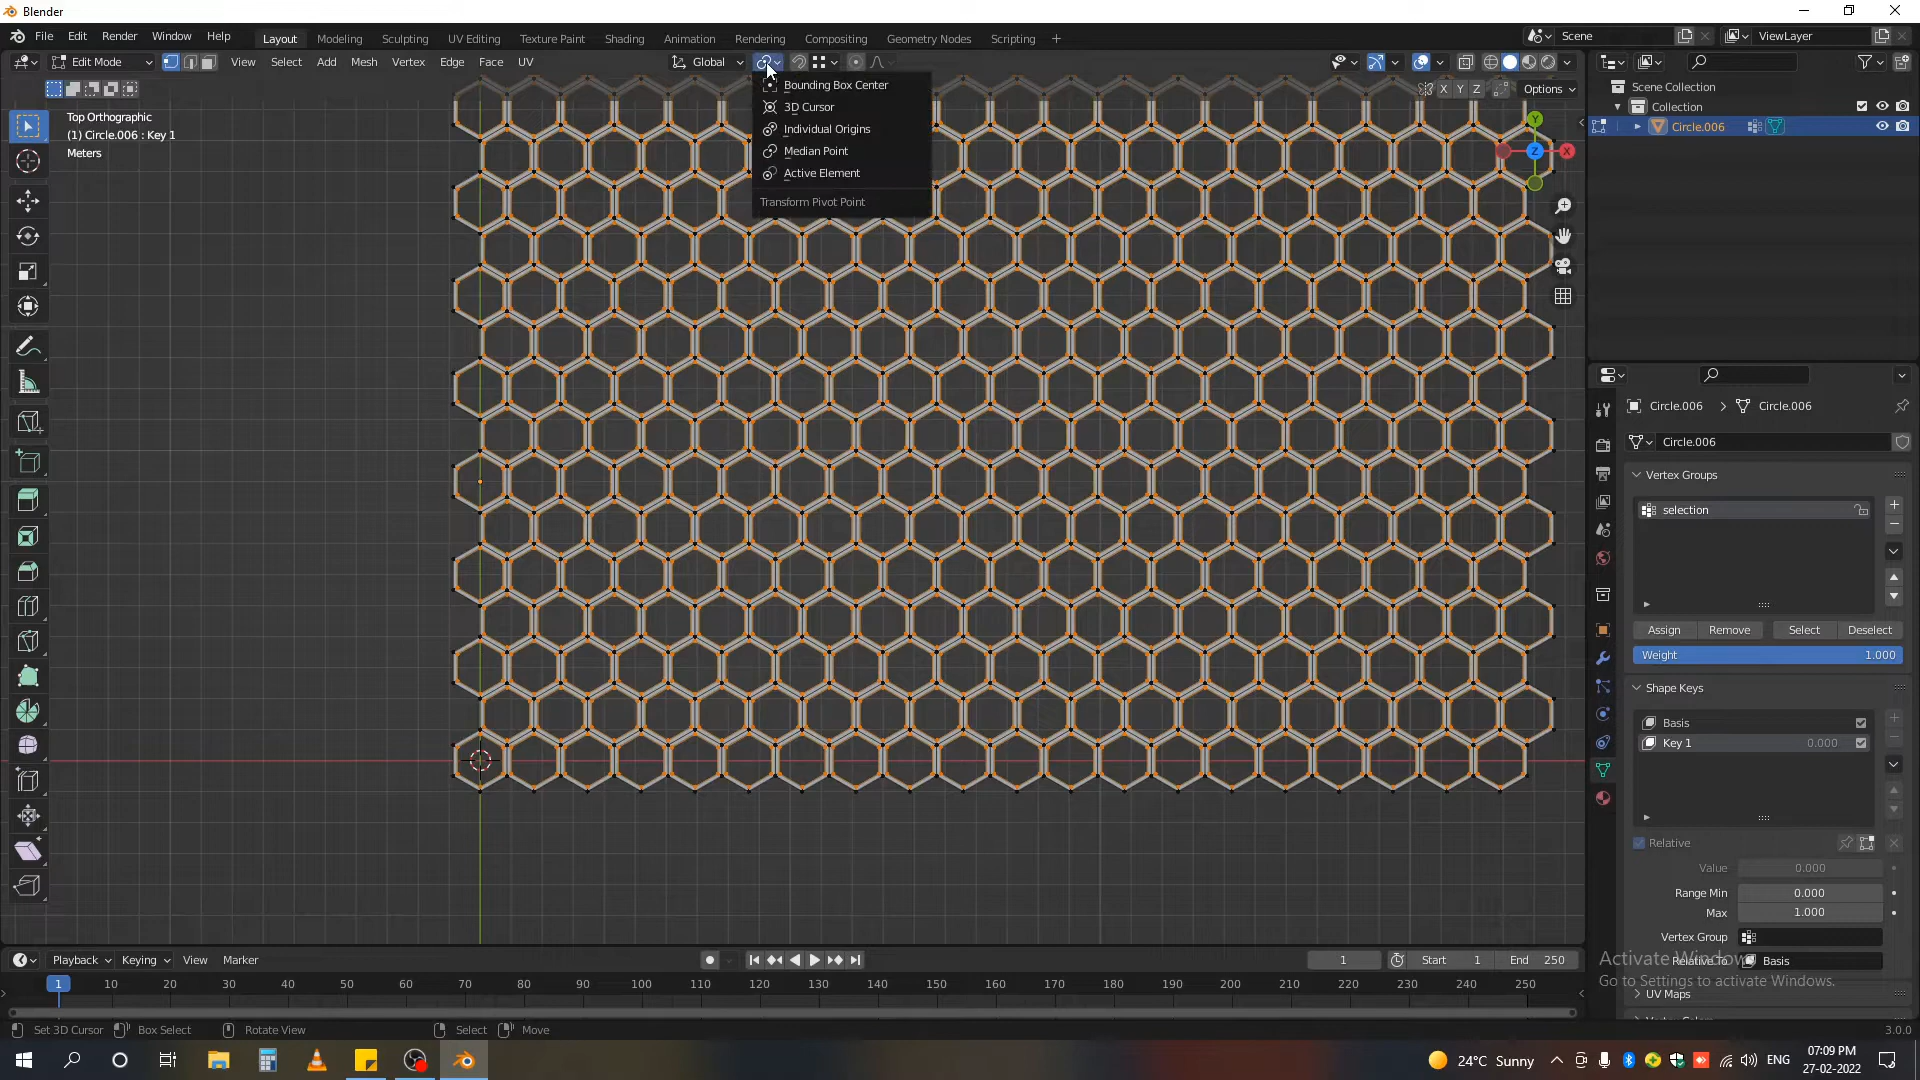 Blender
File Edit Render Window Help
Layout Modeling Sculpting UV Editing Texture Paint Shading Animation Rendering Compositing Geometry Nodes Scripting +
Scene
ViewLayer
Edit Mode
View Select Add Mesh Vertex Edge Face UV
Global
Options
X Y Z
Bounding Box Center
3D Cursor
Individual Origins
Median Point
Active Element
Transform Pivot Point
Top Orthographic
(1) Circle.006 : Key 1
Meters
Y
X
Z
Scene Collection
Collection
Circle.006
Circle.006 > Circle.006
Circle.006
Vertex Groups
selection
Assign Remove Select Deselect
Weight 1.000
Shape Keys
Basis
Key 1 0.000
Relative
Value 0.000
Range Min 0.000
Max 1.000
Vertex Group
Relative To Basis
UV Maps
Activate Windows
Go to Settings to activate Windows.
Playback Keying View Marker
1
Start 1
End 250
1 10 20 30 40 50 60 70 80 90 100 110 120 130 140 150 160 170 180 190 200 210 220 230 240 250
Set 3D Cursor Box Select Rotate View Select Move
3.0.0
24°C Sunny
ENG
07:09 PM
27-02-2022